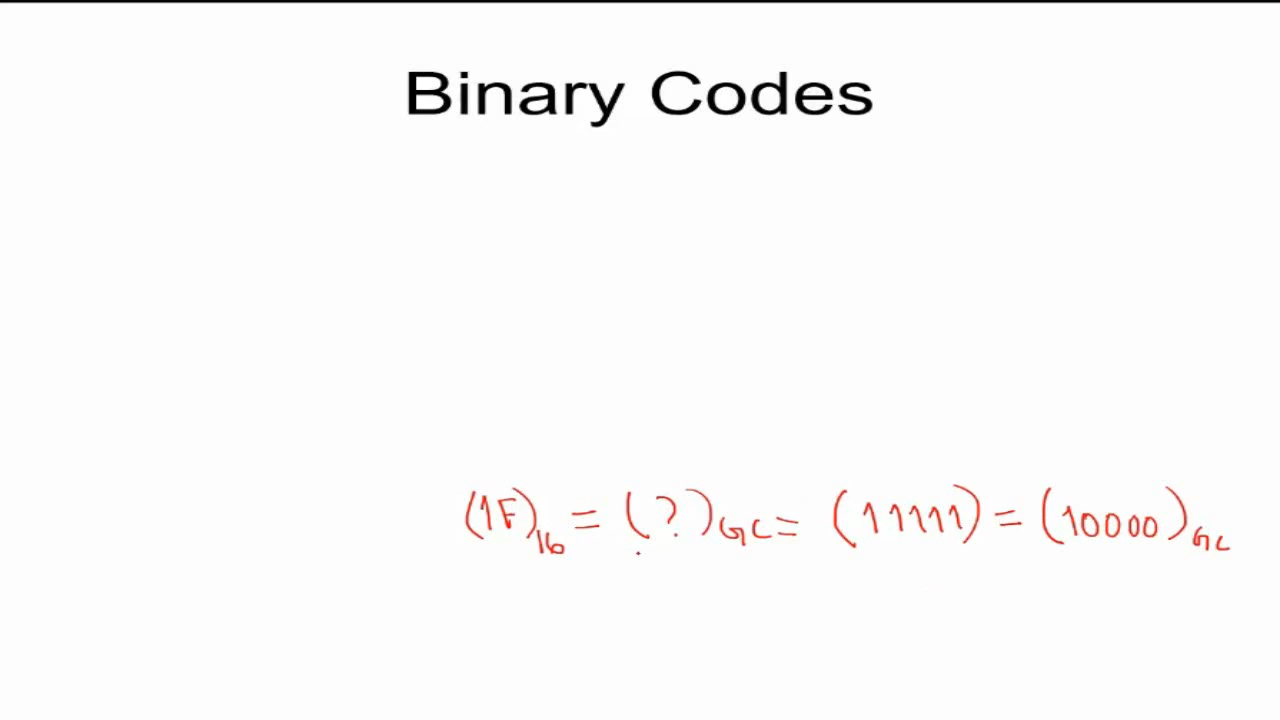 Binary Codes
(1F)16 = (?)GC = (11111) = (10000)GC